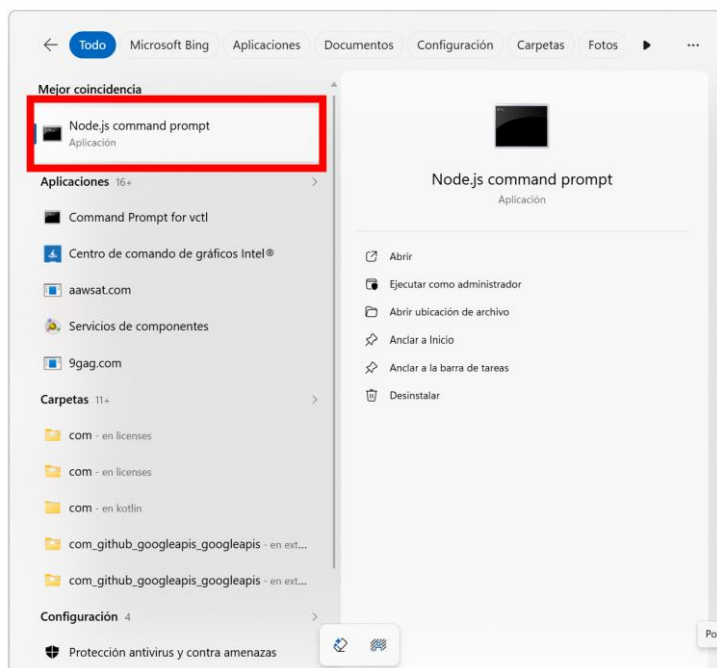 Todo Microsoft Bing Aplicaciones Documentos Configuración Carpetas Fotos ...
Mejor coincidencia
Node.js command prompt
Aplicación
Aplicaciones 16+
Command Prompt for vctl
Centro de comando de gráficos Intel®
aawsat.com
Servicios de componentes
9gag.com
Carpetas 11+
com - en licenses
com - en licenses
com - en kotlin
com_github_googleapis_googleapis - en ext...
com_github_googleapis_googleapis - en ext...
Configuración 4
Protección antivirus y contra amenazas
Node.js command prompt
Aplicación
Abrir
Ejecutar como administrador
Abrir ubicación de archivo
Anclar a Inicio
Anclar a la barra de tareas
Desinstalar
Po